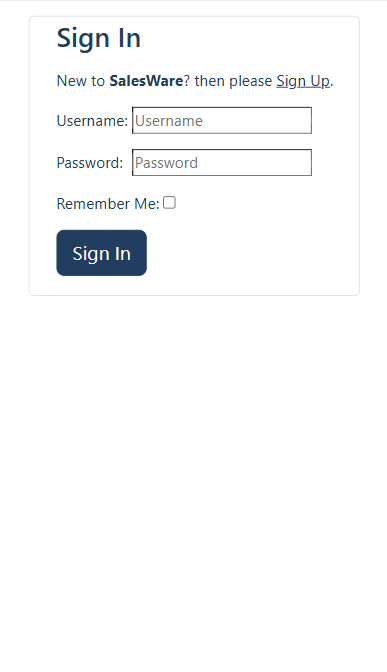 Sign In
New to SalesWare? then please Sign Up.
Username: Username
Password: Password
Remember Me:
Sign In